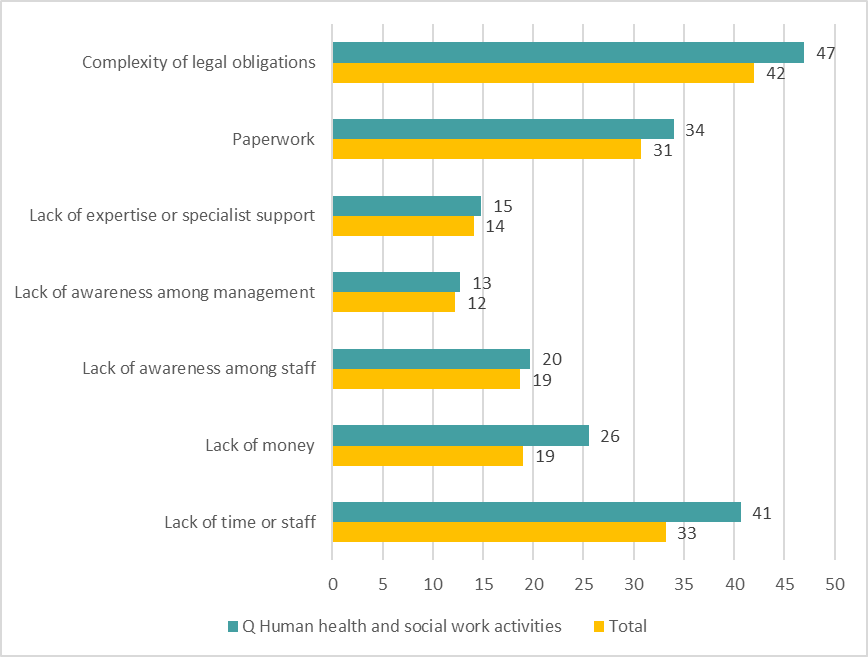 Complexity of legal obligations
47
42
Paperwork
34
31
Lack of expertise or specialist support
15
14
Lack of awareness among management
13
12
Lack of awareness among staff
20
19
Lack of money
26
19
Lack of time or staff
41
33
0 5 10 15 20 25 30 35 40 45 50
Q Human health and social work activities Total